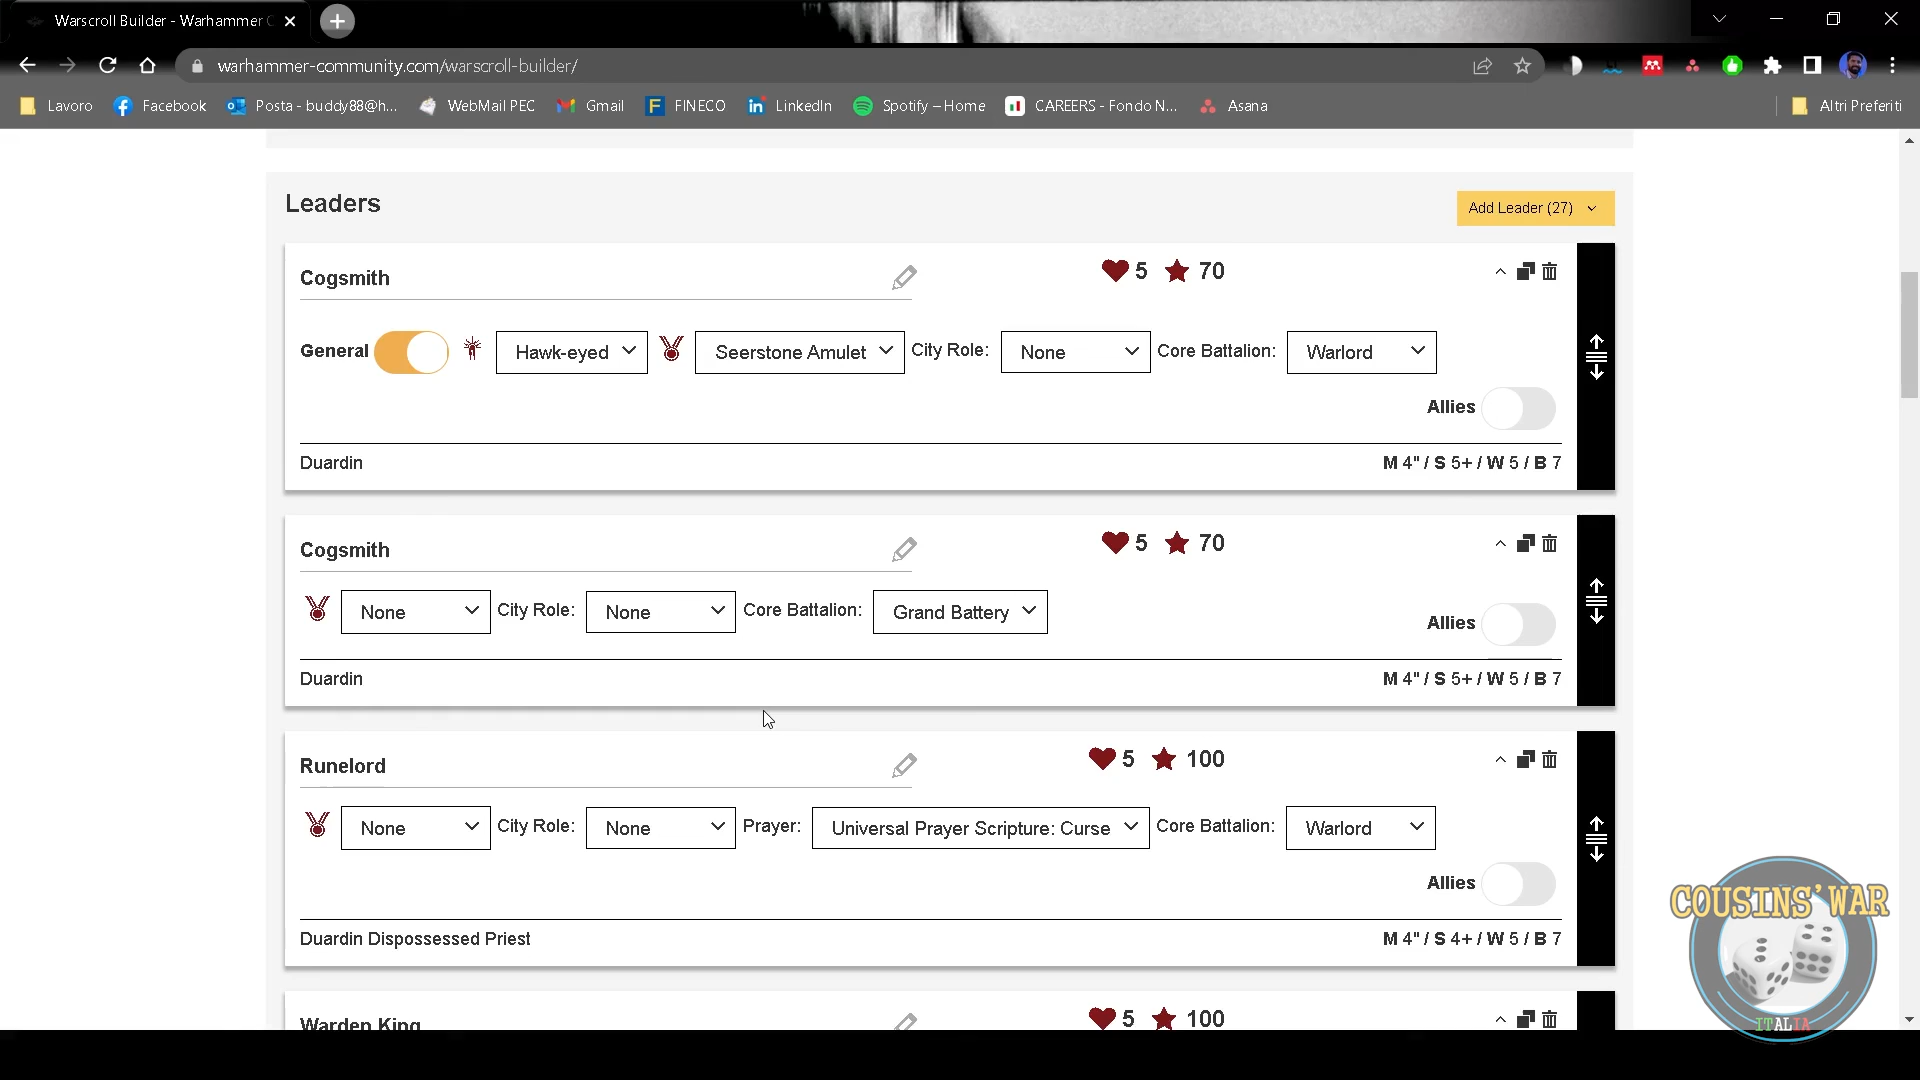 Warscroll Builder - Warhammer C
warhammer-community.com/warscroll-builder/
Lavoro Facebook Posta - buddy88@h... WebMail PEC Gmail FINECO LinkedIn Spotify – Home CAREERS - Fondo N... Asana Altri Preferiti
Leaders
Add Leader (27)
Cogsmith
5 70
General Hawk-eyed Seerstone Amulet City Role: None Core Battalion: Warlord
Allies
Duardin
M 4" / S 5+ / W 5 / B 7
Cogsmith
5 70
None City Role: None Core Battalion: Grand Battery
Allies
Duardin
M 4" / S 5+ / W 5 / B 7
Runelord
5 100
None City Role: None Prayer: Universal Prayer Scripture: Curse Core Battalion: Warlord
Allies
Duardin Dispossessed Priest
M 4" / S 4+ / W 5 / B 7
Warden King
5 100
COUSINS' WAR
ITALIA